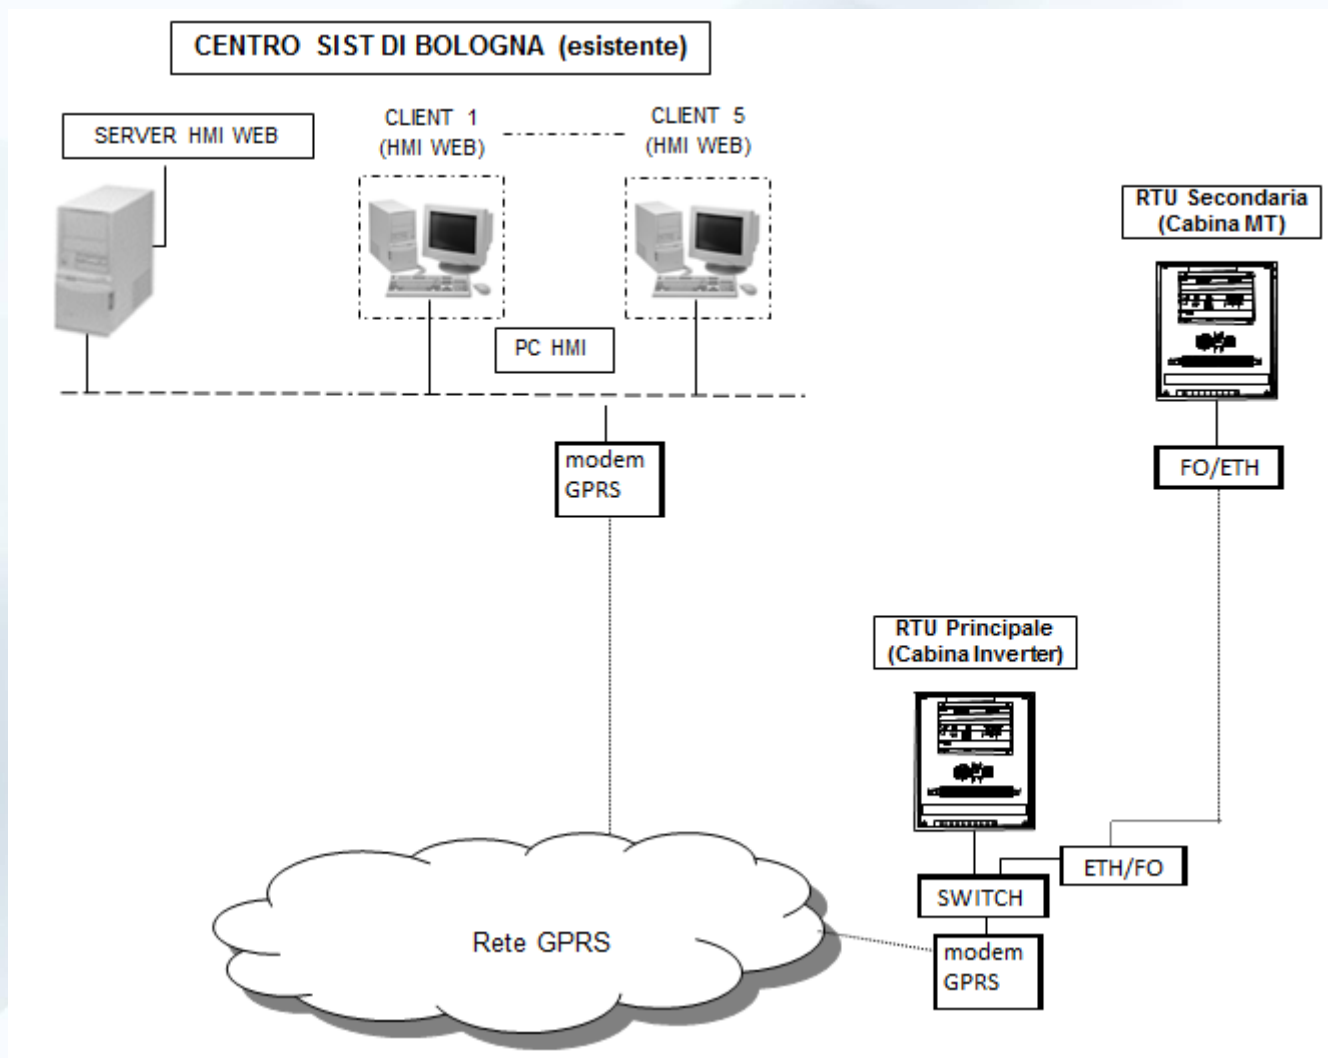 CENTRO SIST DI BOLOGNA (esistente)
SERVER HMI WEB
CLIENT 1
(HMI WEB)
CLIENT 5
(HMI WEB)
PC HMI
modem
GPRS
RTU Secondaria
(Cabina MT)
FO/ETH
RTU Principale
(Cabina Inverter)
ETH/FO
SWITCH
modem
GPRS
Rete GPRS